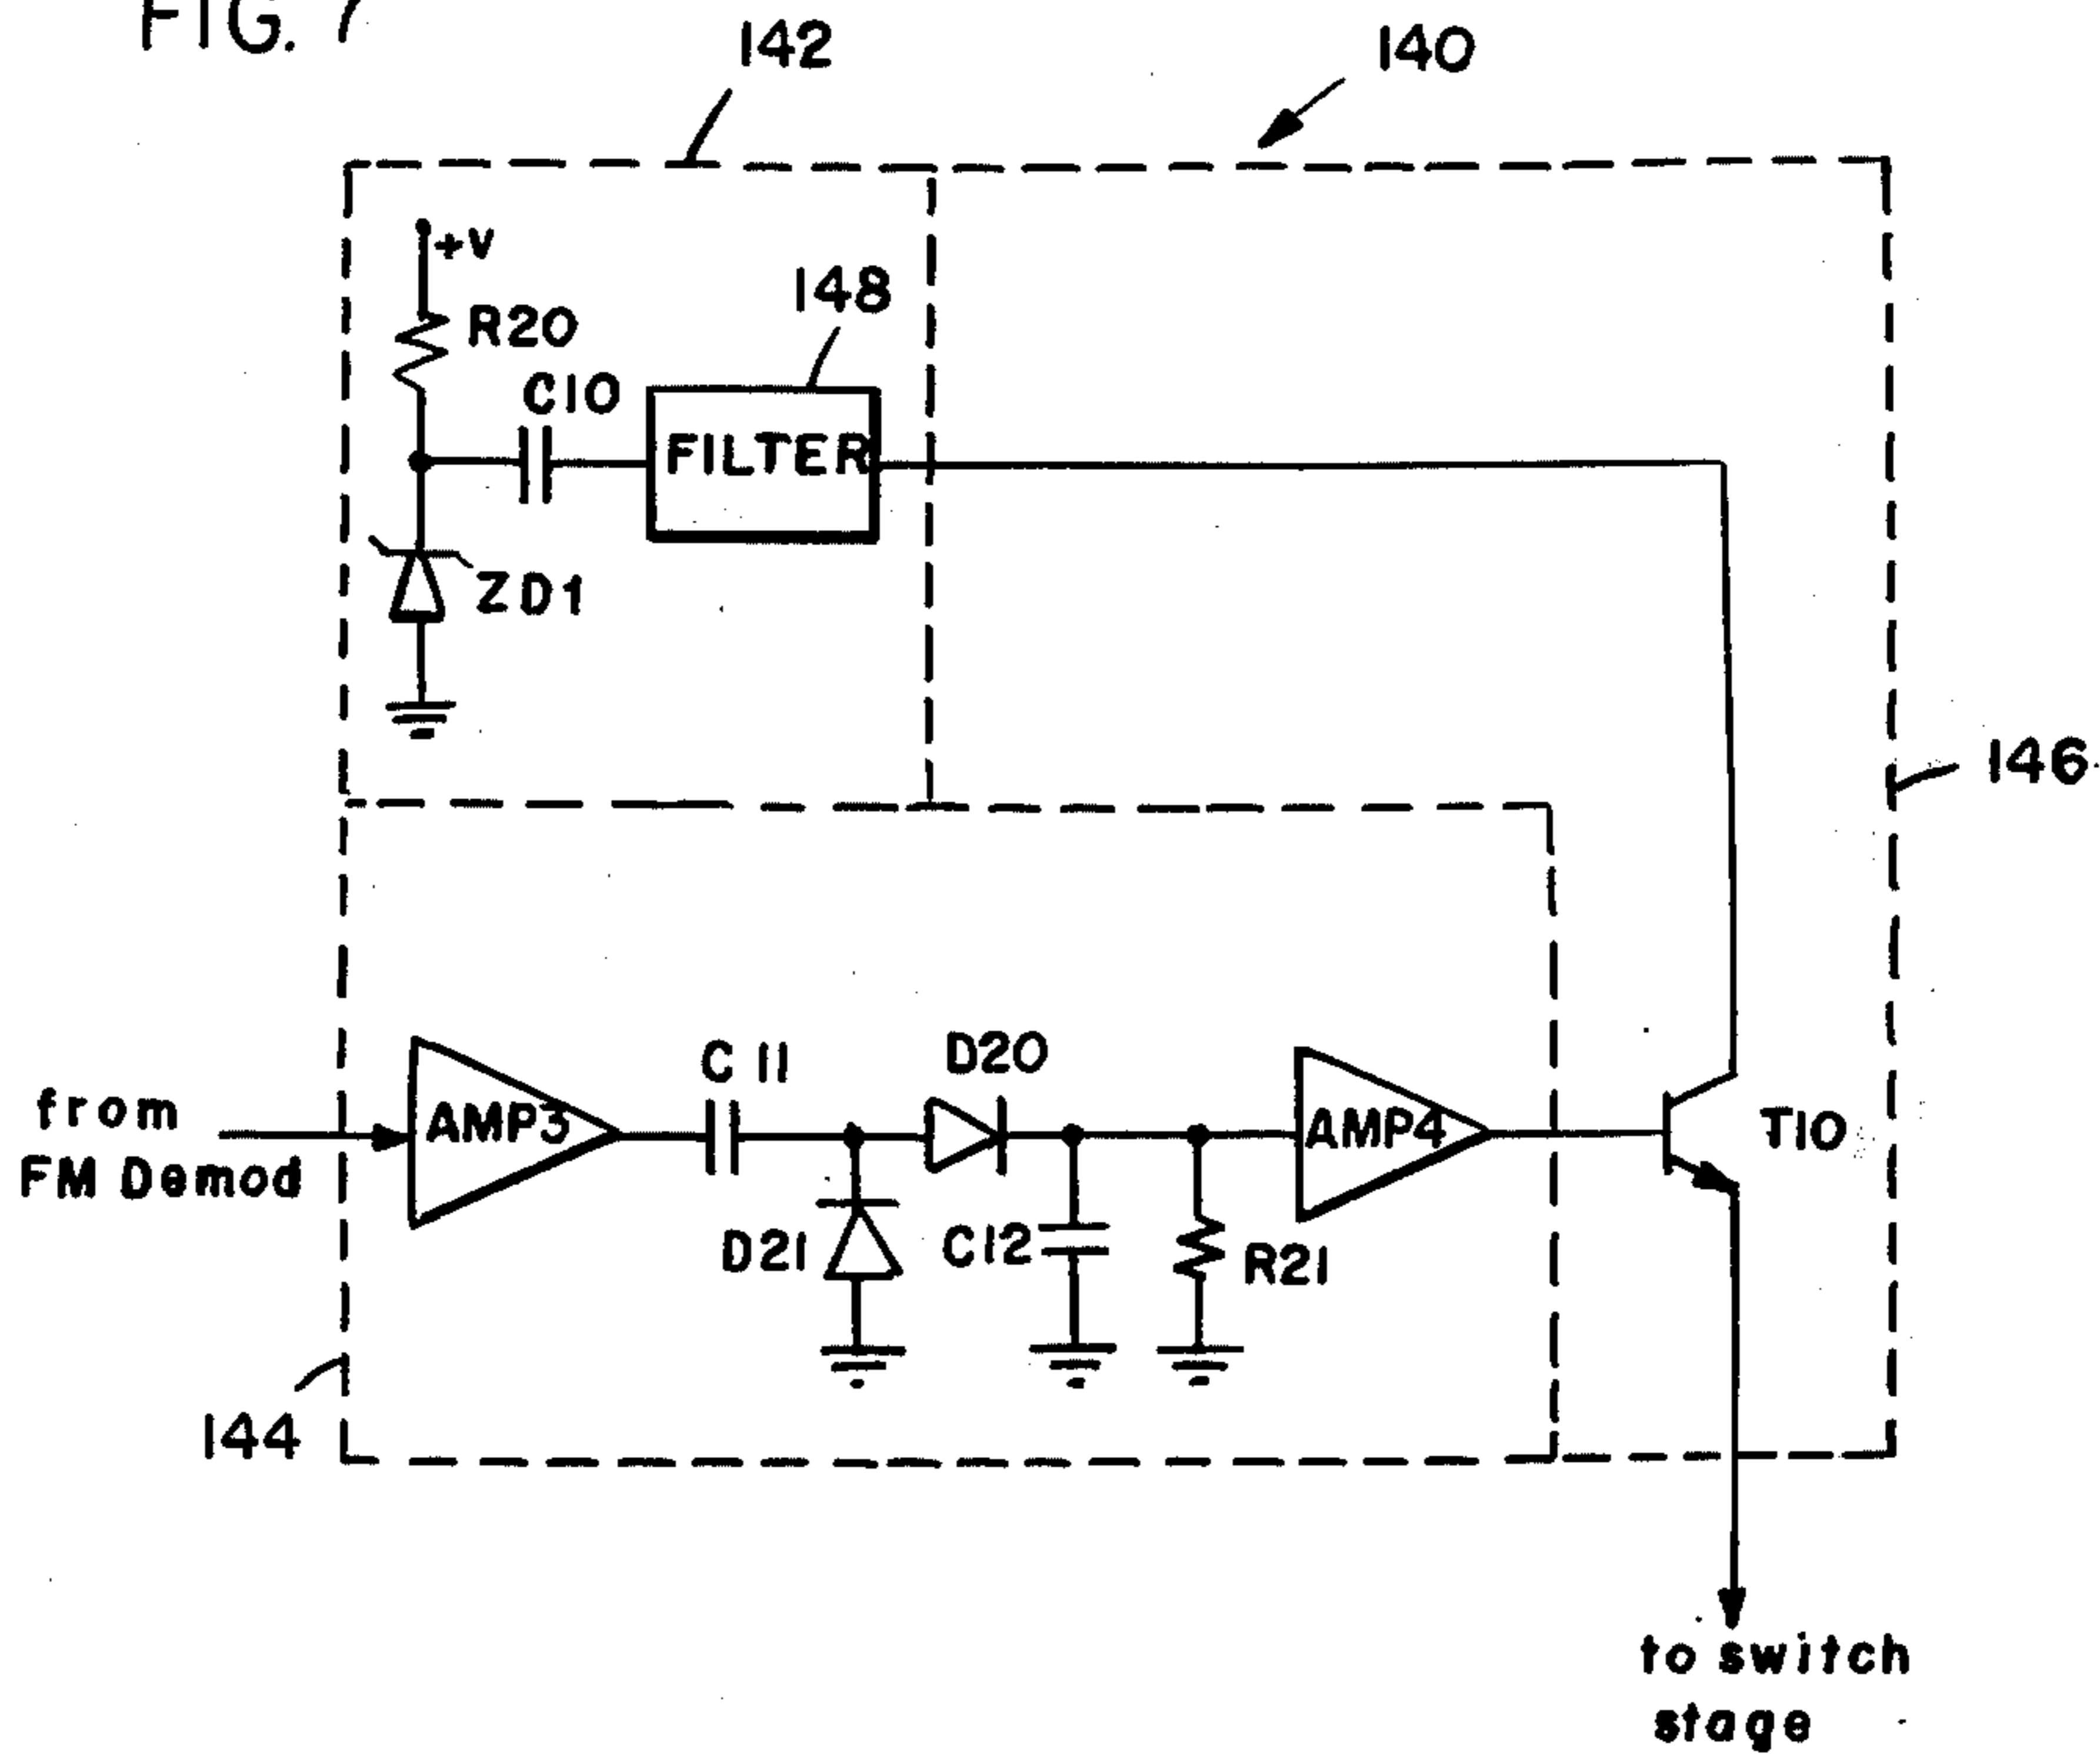 FIG. 7
142
140
+V
R20
148
C10
FILTER
ZD1
146
from
FM Demod
AMP3
C11
D20
AMP4
T10
D21
C12
R21
144
to switch
stage